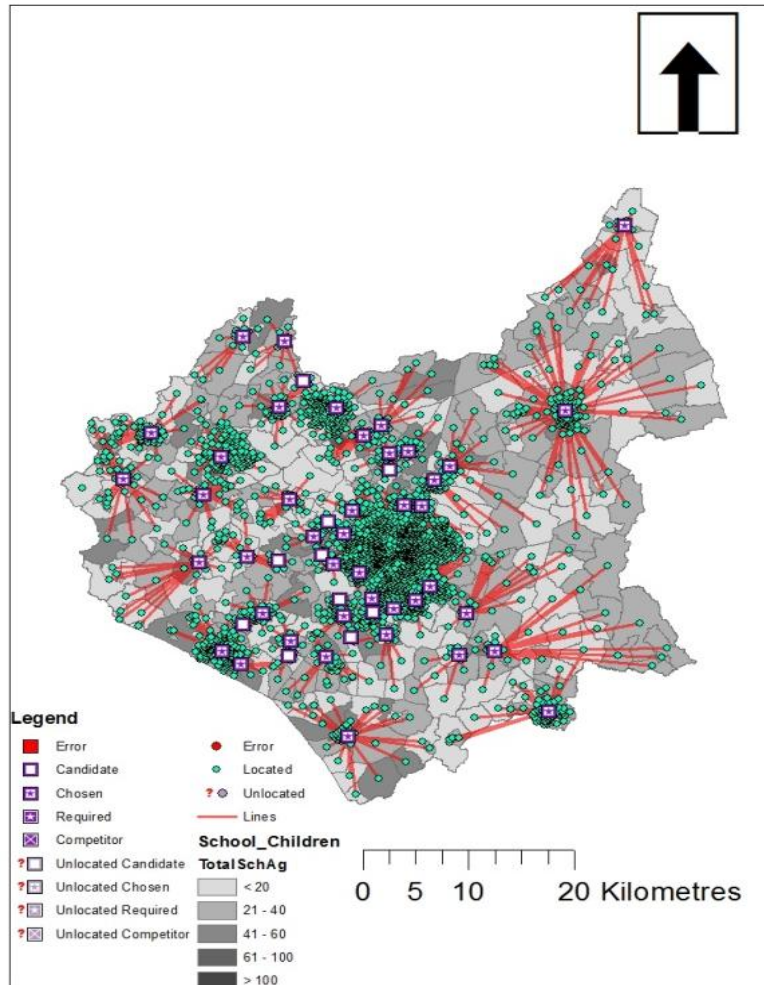 Legend
Error
Candidate
Chosen
Required
Competitor
? Unlocated Candidate
? Unlocated Chosen
? Unlocated Required
? Unlocated Competitor
Error
Located
? Unlocated
Lines
School_Children
TotalSchAg
< 20
21 - 40
41 - 60
61 - 100
> 100
0 5 10 20 Kilometres